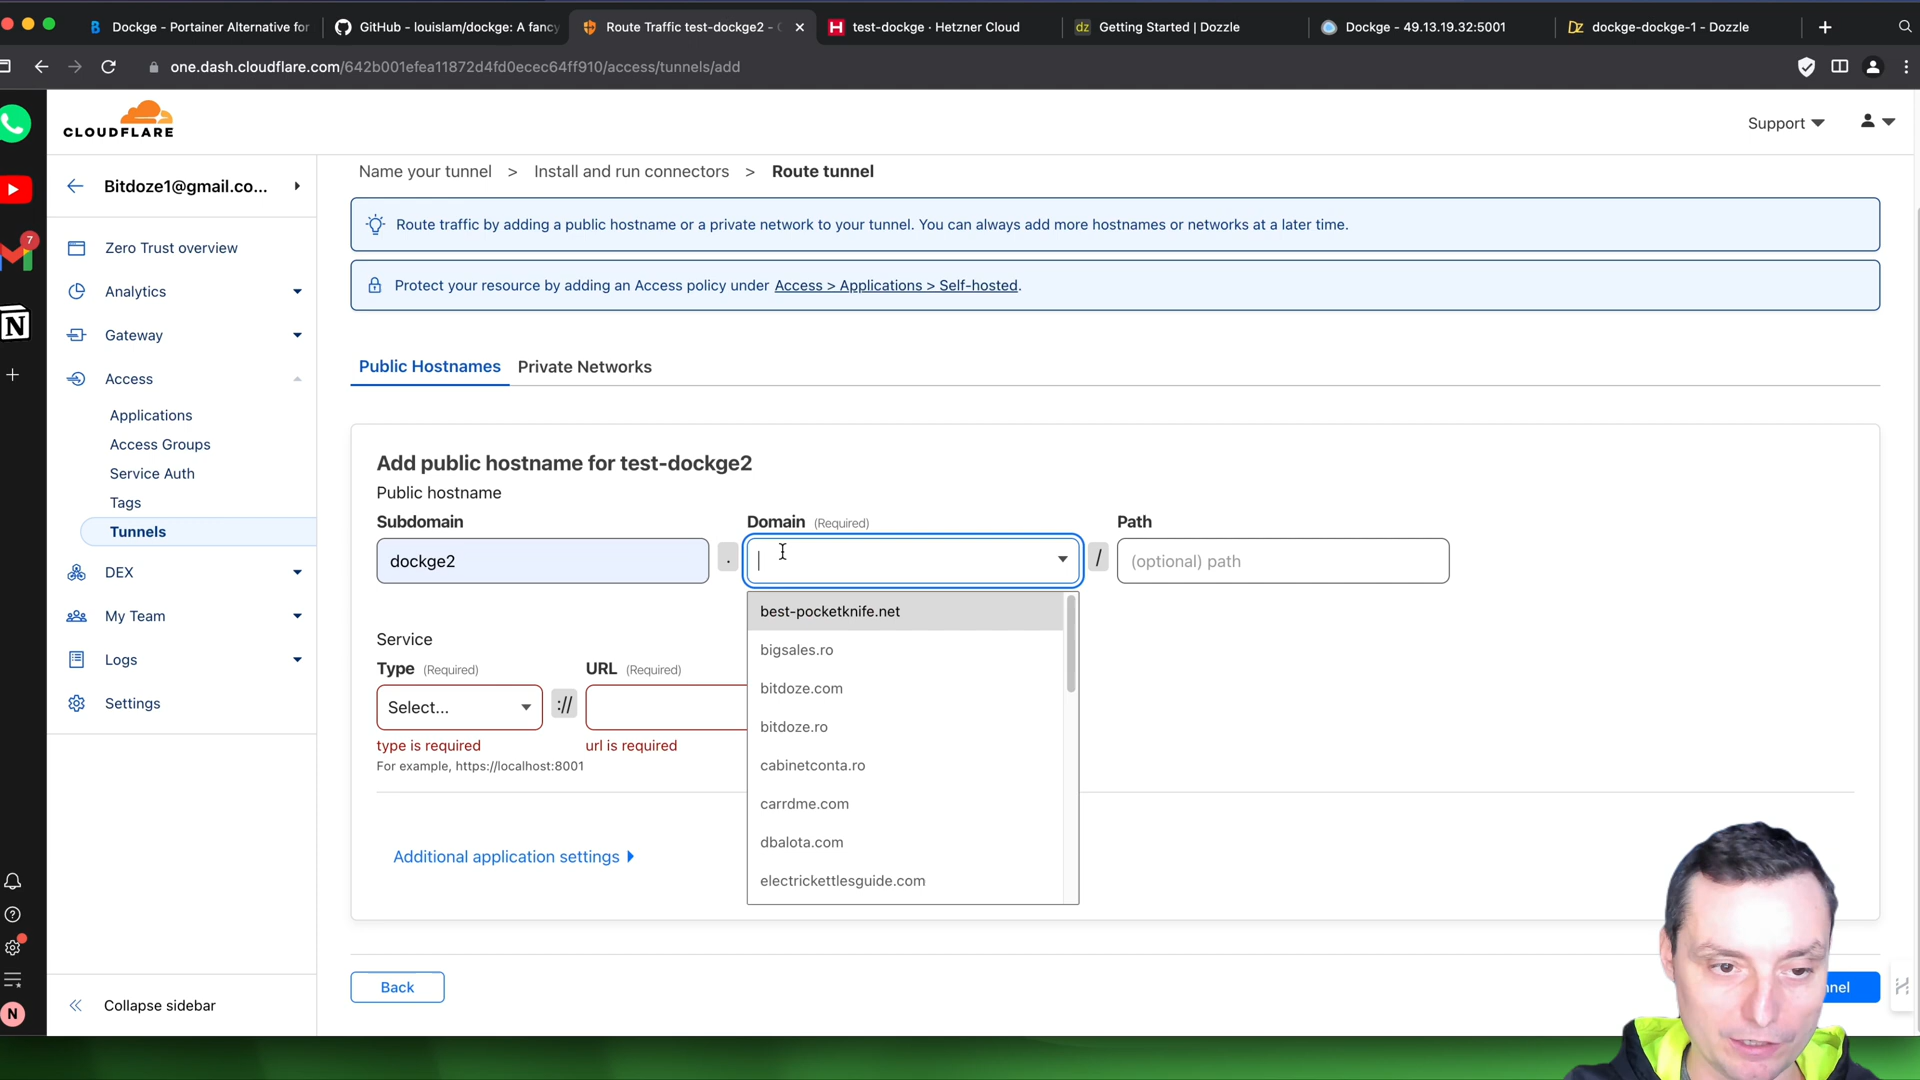 Dockge - Portainer Alternative for
GitHub - louislam/dockge: A fancy
Route Traffic test-dockge2 -
test-dockge · Hetzner Cloud
Getting Started | Dozzle
Dockge - 49.13.19.32:5001
dockge-dockge-1 - Dozzle
one.dash.cloudflare.com/642b001efea11872d4fd0ecec64ff910/access/tunnels/add
CLOUDFLARE
Support
Bitdoze1@gmail.co...
Name your tunnel > Install and run connectors > Route tunnel
Route traffic by adding a public hostname or a private network to your tunnel. You can always add more hostnames or networks at a later time.
Protect your resource by adding an Access policy under Access > Applications > Self-hosted.
7
N
Zero Trust overview
Analytics
Gateway
Access
Applications
Access Groups
Service Auth
Tags
Tunnels
DEX
My Team
Logs
Settings
Collapse sidebar
N
Public Hostnames Private Networks
Add public hostname for test-dockge2
Public hostname
Subdomain Domain (Required) Path
dockge2 . / (optional) path
best-pocketknife.net
bigsales.ro
bitdoze.com
bitdoze.ro
cabinetconta.ro
carrdme.com
dbalota.com
electrickettlesguide.com
Service
Type (Required) URL (Required)
Select... ://
type is required url is required
For example, https://localhost:8001
Additional application settings
Back